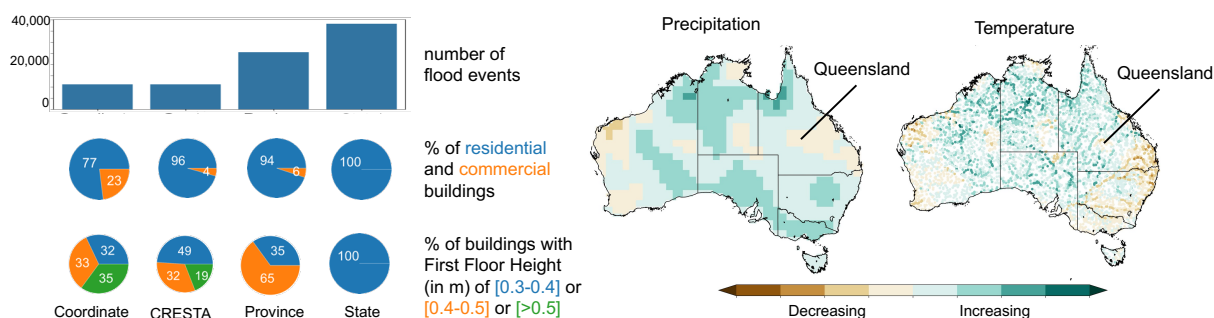 40,000
20,000
0
number of
flood events
77
23
96
4
94
6
100
% of residential
and commercial
buildings
33
32
35
49
32
19
35
65
100
% of buildings with
First Floor Height
(in m) of [0.3-0.4] or
[0.4-0.5] or [>0.5]
Coordinate
CRESTA
Province
State
Precipitation
Queensland
Temperature
Queensland
Decreasing
Increasing